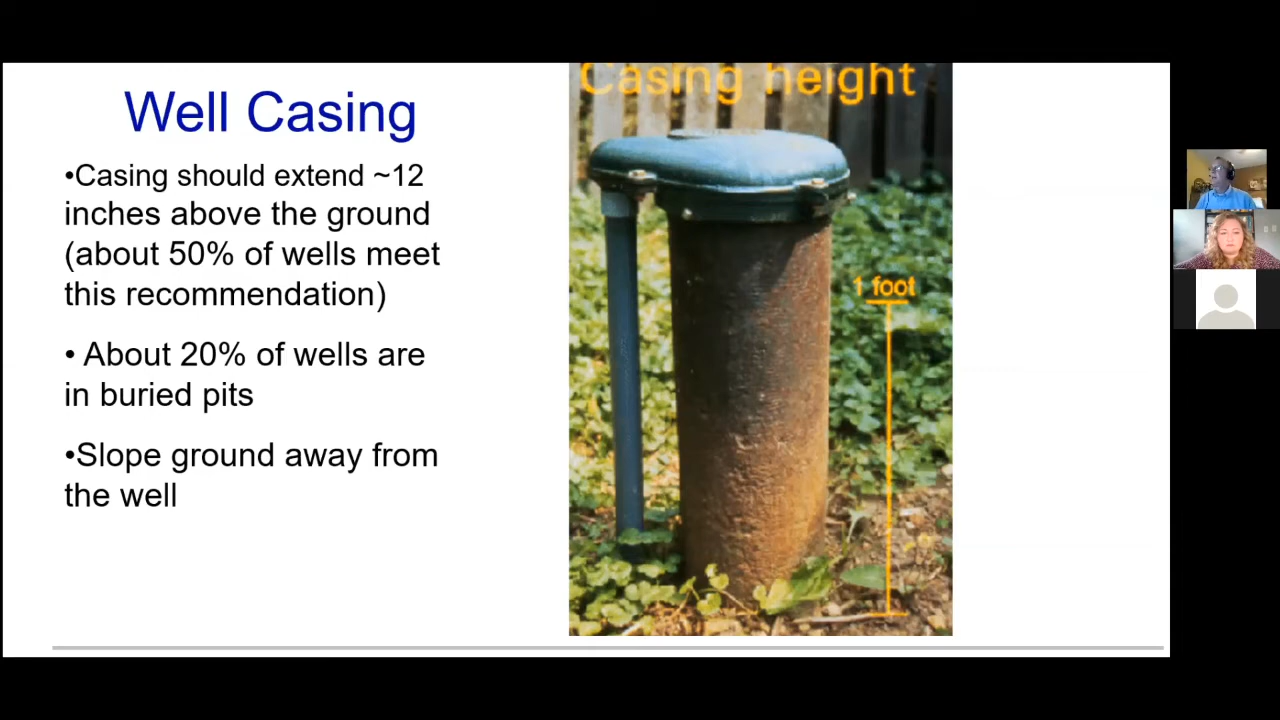 Well Casing
•Casing should extend ~12
inches above the ground
(about 50% of wells meet
this recommendation)
• About 20% of wells are
in buried pits
•Slope ground away from
the well
Casing height
1 foot